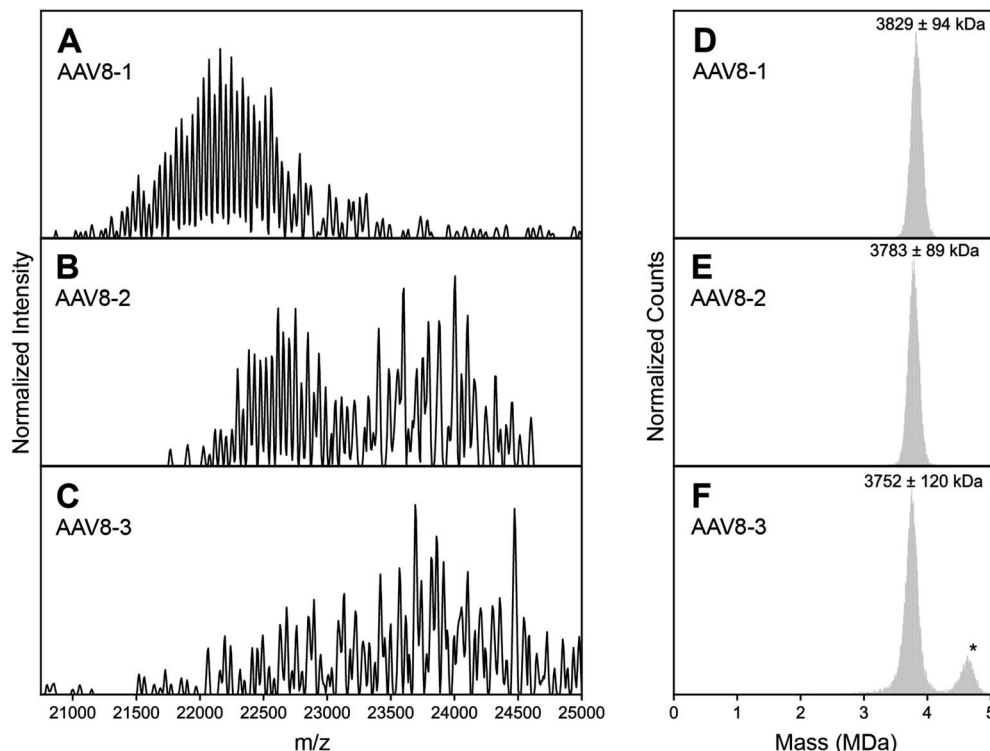 A
AAV8-1
B
AAV8-2
C
AAV8-3
Normalized Intensity
21000 21500 22000 22500 23000 23500 24000 24500 25000
m/z
D
AAV8-1
3829 ± 94 kDa
E
AAV8-2
3783 ± 89 kDa
F
AAV8-3
3752 ± 120 kDa
*
Normalized Counts
0 1 2 3 4 5
Mass (MDa)